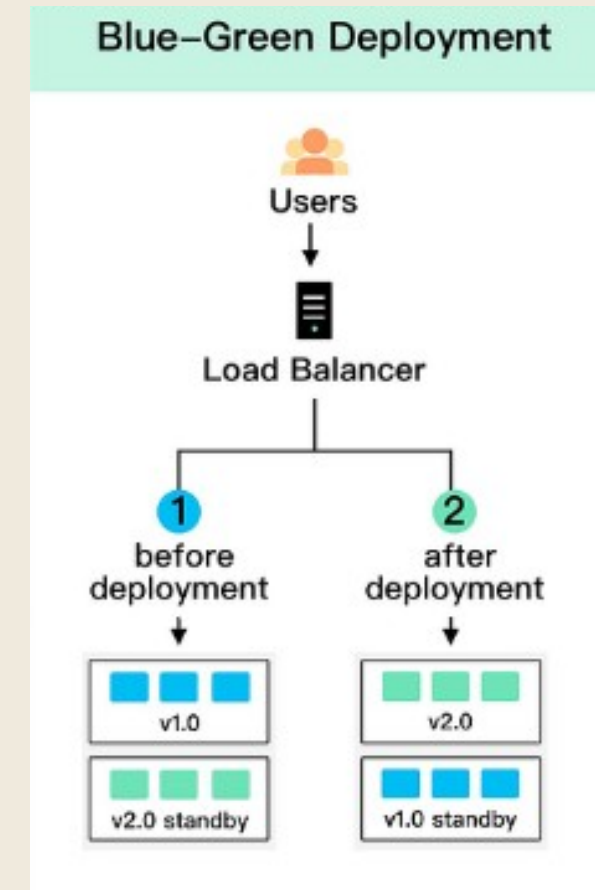 Blue–Green Deployment
Users
Load Balancer
1
before
deployment
2
after
deployment
v1.0
v2.0 standby
v2.0
v1.0 standby